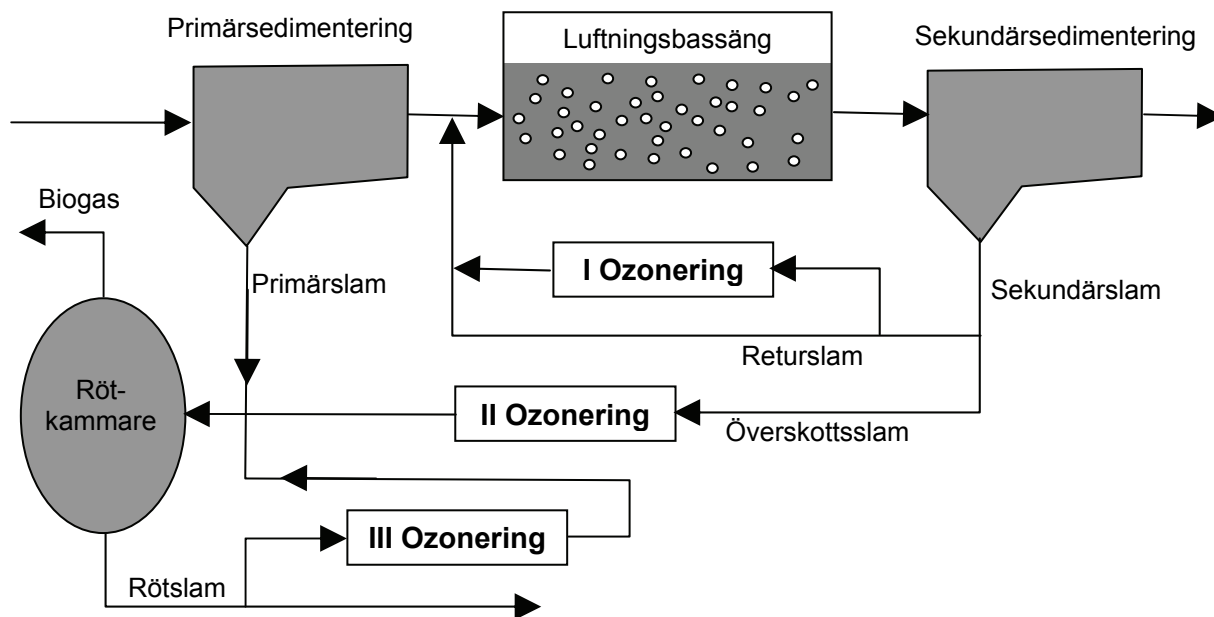 Primärsedimentering
Luftningsbassäng
Sekundärsedimentering
Biogas
Primärslam
I Ozonering
Sekundärslam
Returslam
Röt-
kammare
II Ozonering
Överskottsslam
III Ozonering
Rötslam